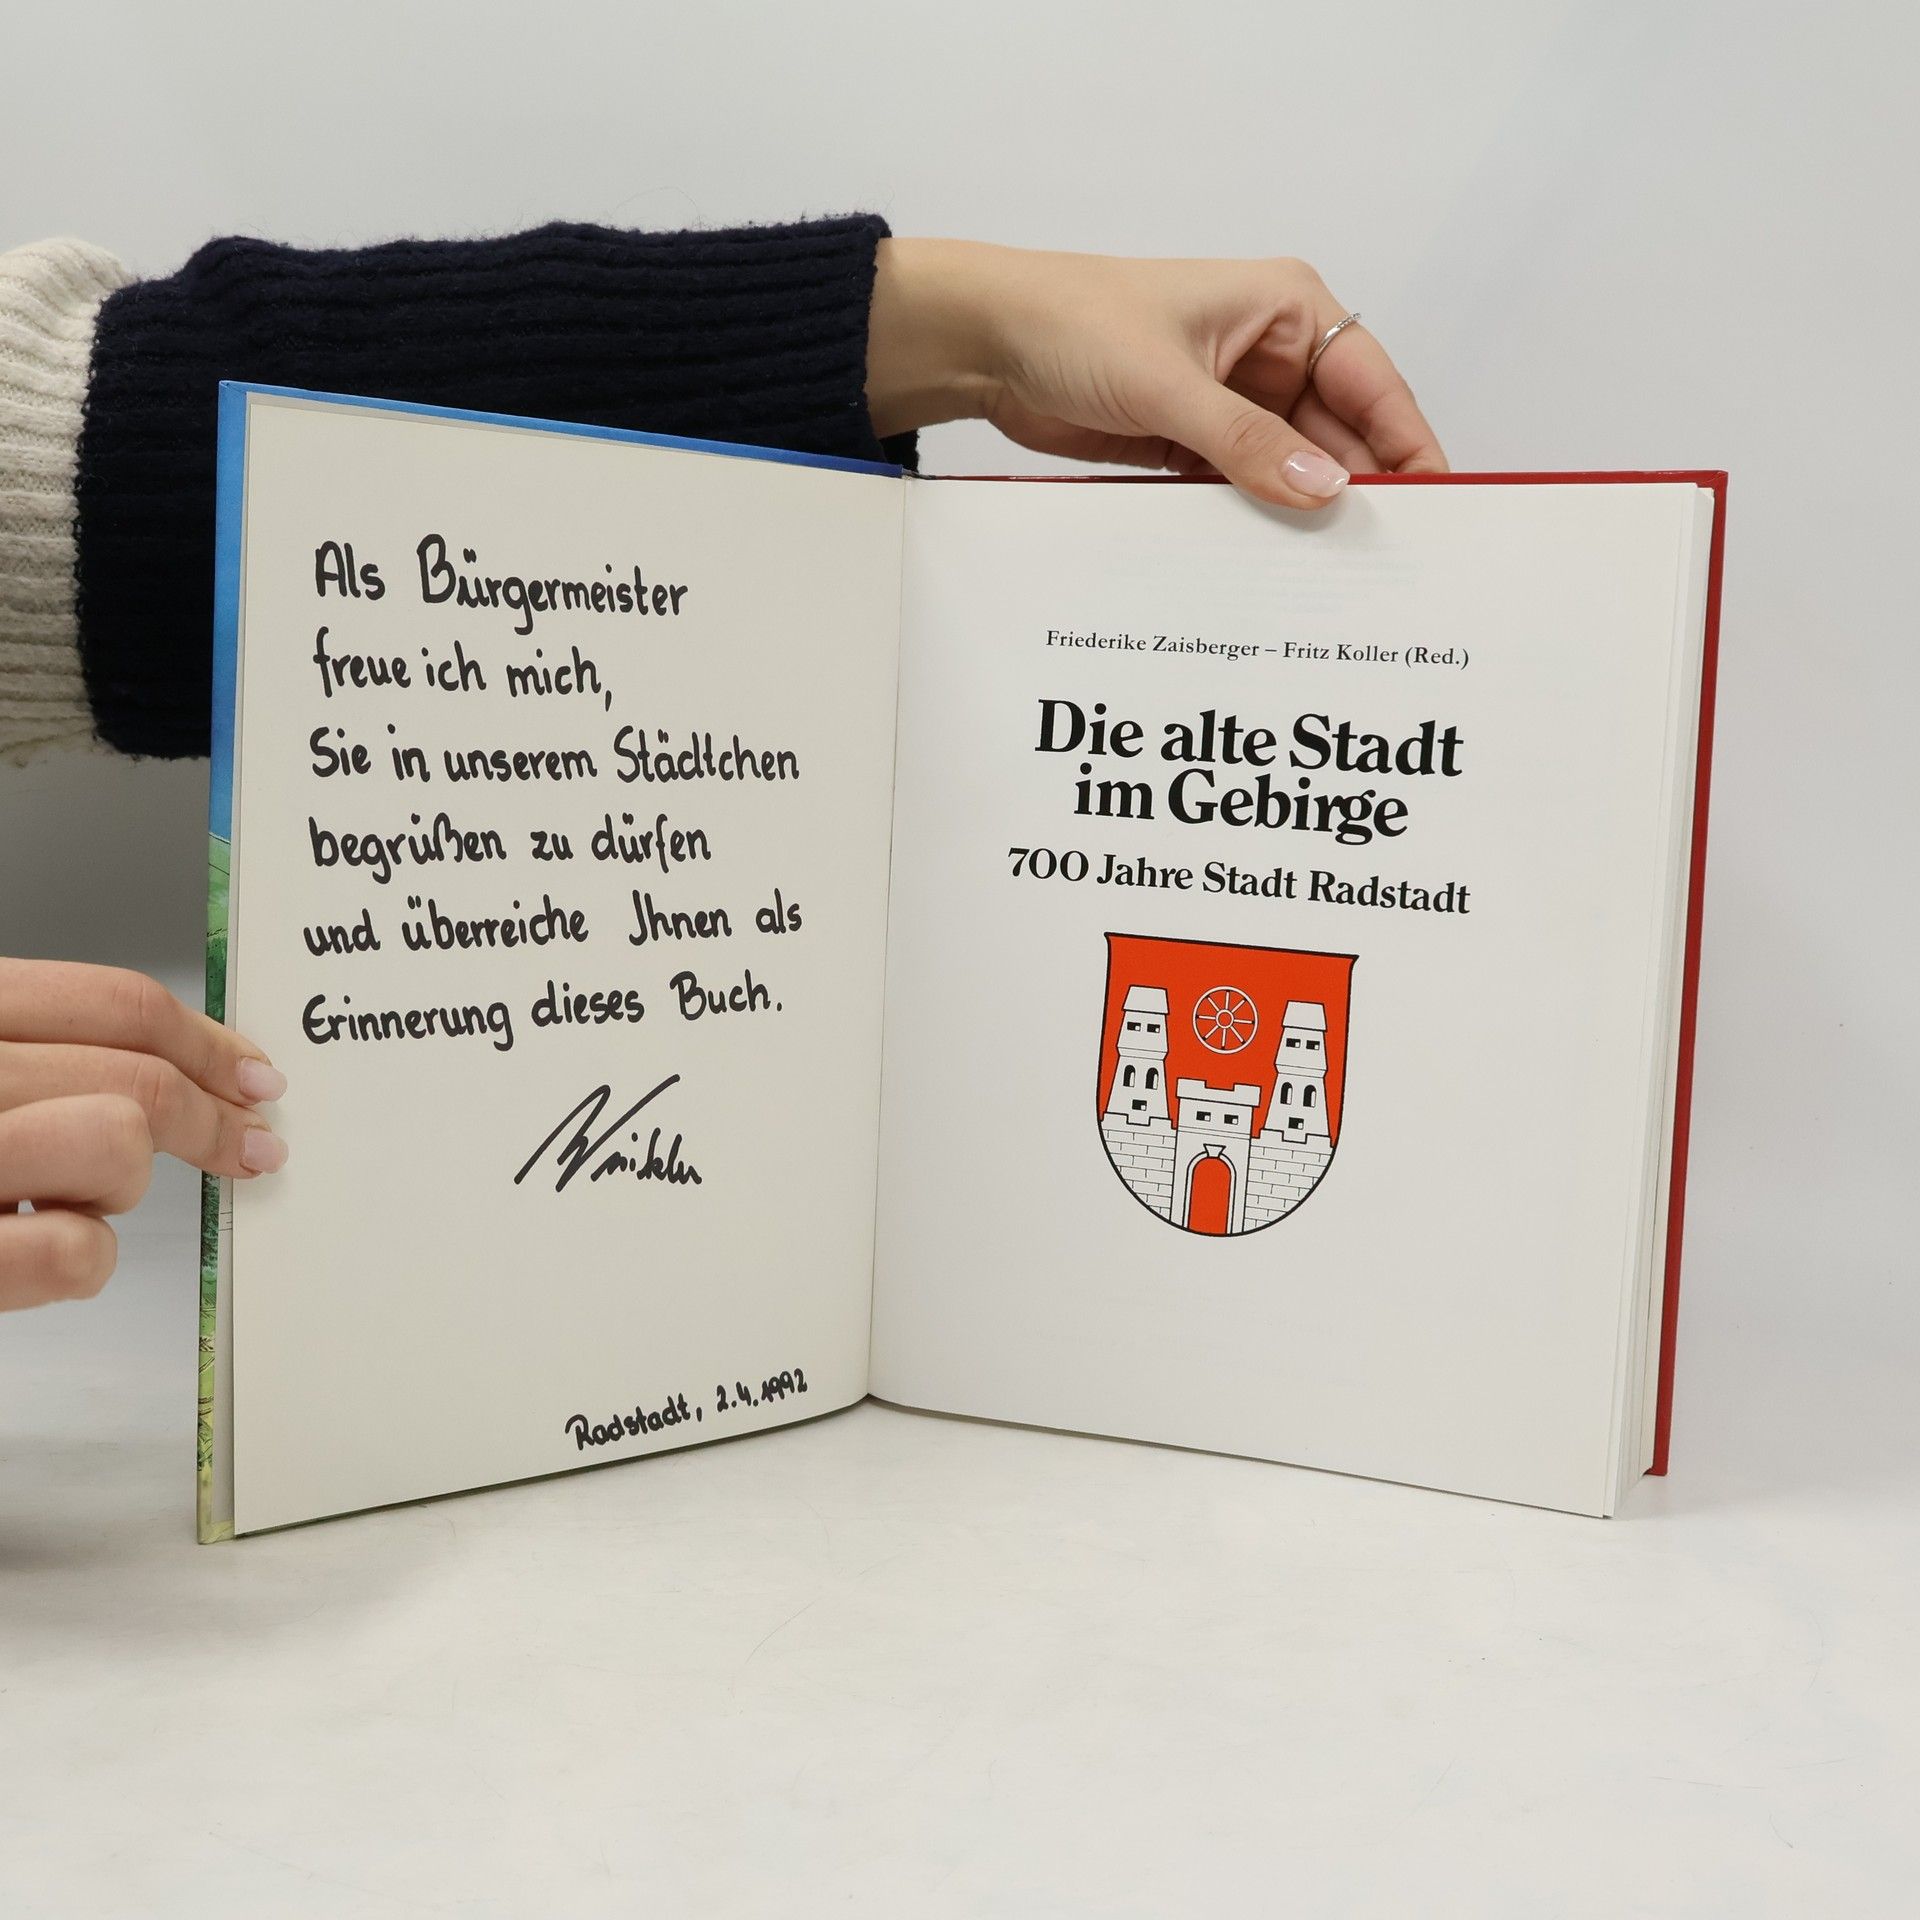 Als Bürgermeister
freue ich mich,
Sie in unserem Städtchen
begrüßen zu dürfen
und überreiche Ihnen als
Erinnerung dieses Buch.
Radstadt, 2.4.1992
Friederike Zaisberger – Fritz Koller (Red.)
Die alte Stadt
im Gebirge
700 Jahre Stadt Radstadt